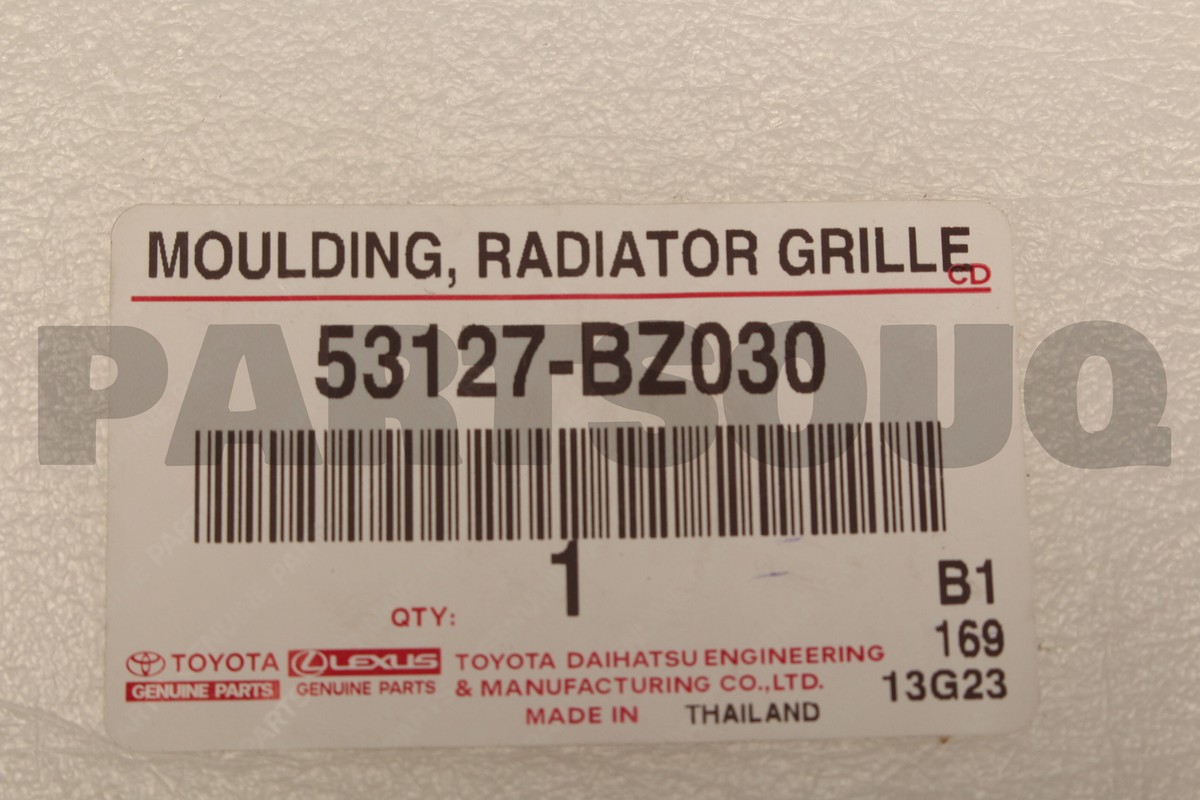 MOULDING, RADIATOR GRILLE
CD
53127-BZ030
PARTSOUQ
1
QTY:
B1
169
13G23
TOYOTA
GENUINE PARTS
LEXUS
GENUINE PARTS
TOYOTA DAIHATSU ENGINEERING
& MANUFACTURING CO.,LTD.
MADE IN THAILAND